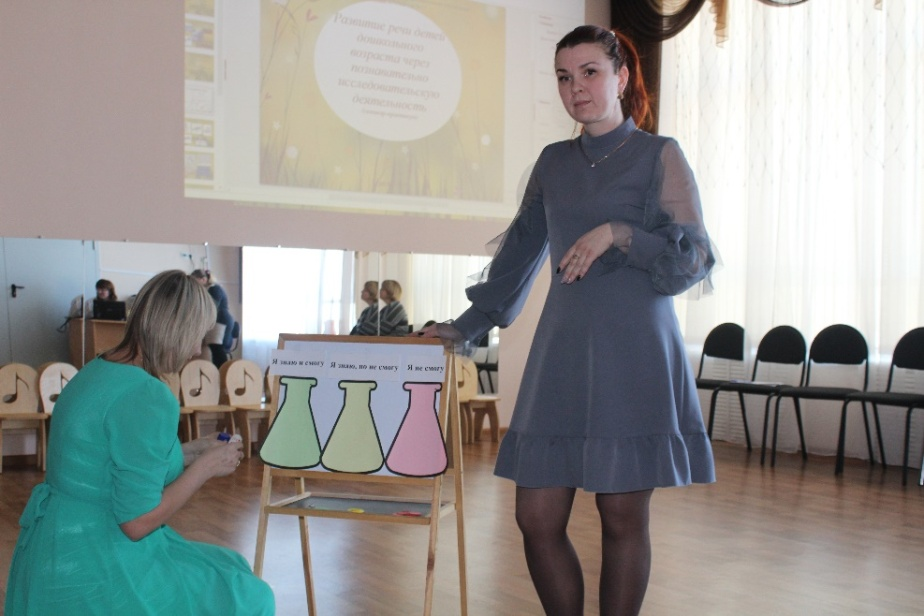 Развитие речи детей
дошкольного
возраста через
познавательно
исследовательскую
деятельность
Я знаю и смогу
Я знаю, но не смогу
Я не смогу